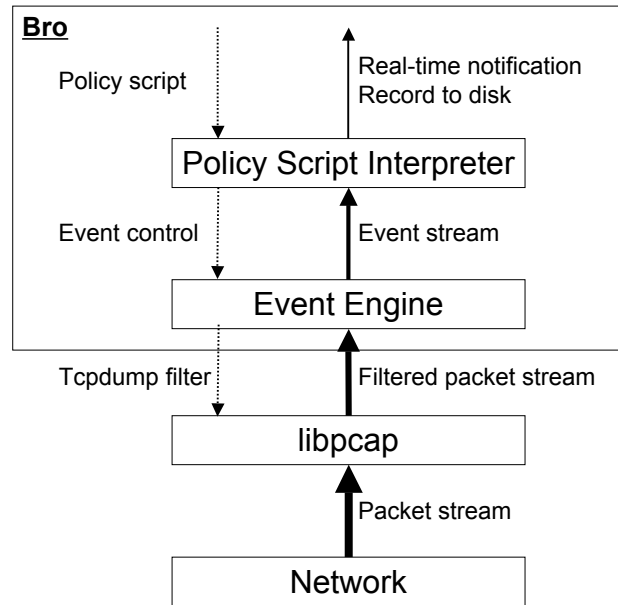 Bro
Policy script
Real-time notification
Record to disk
Policy Script Interpreter
Event control
Event stream
Event Engine
Tcpdump filter
Filtered packet stream
libpcap
Packet stream
Network